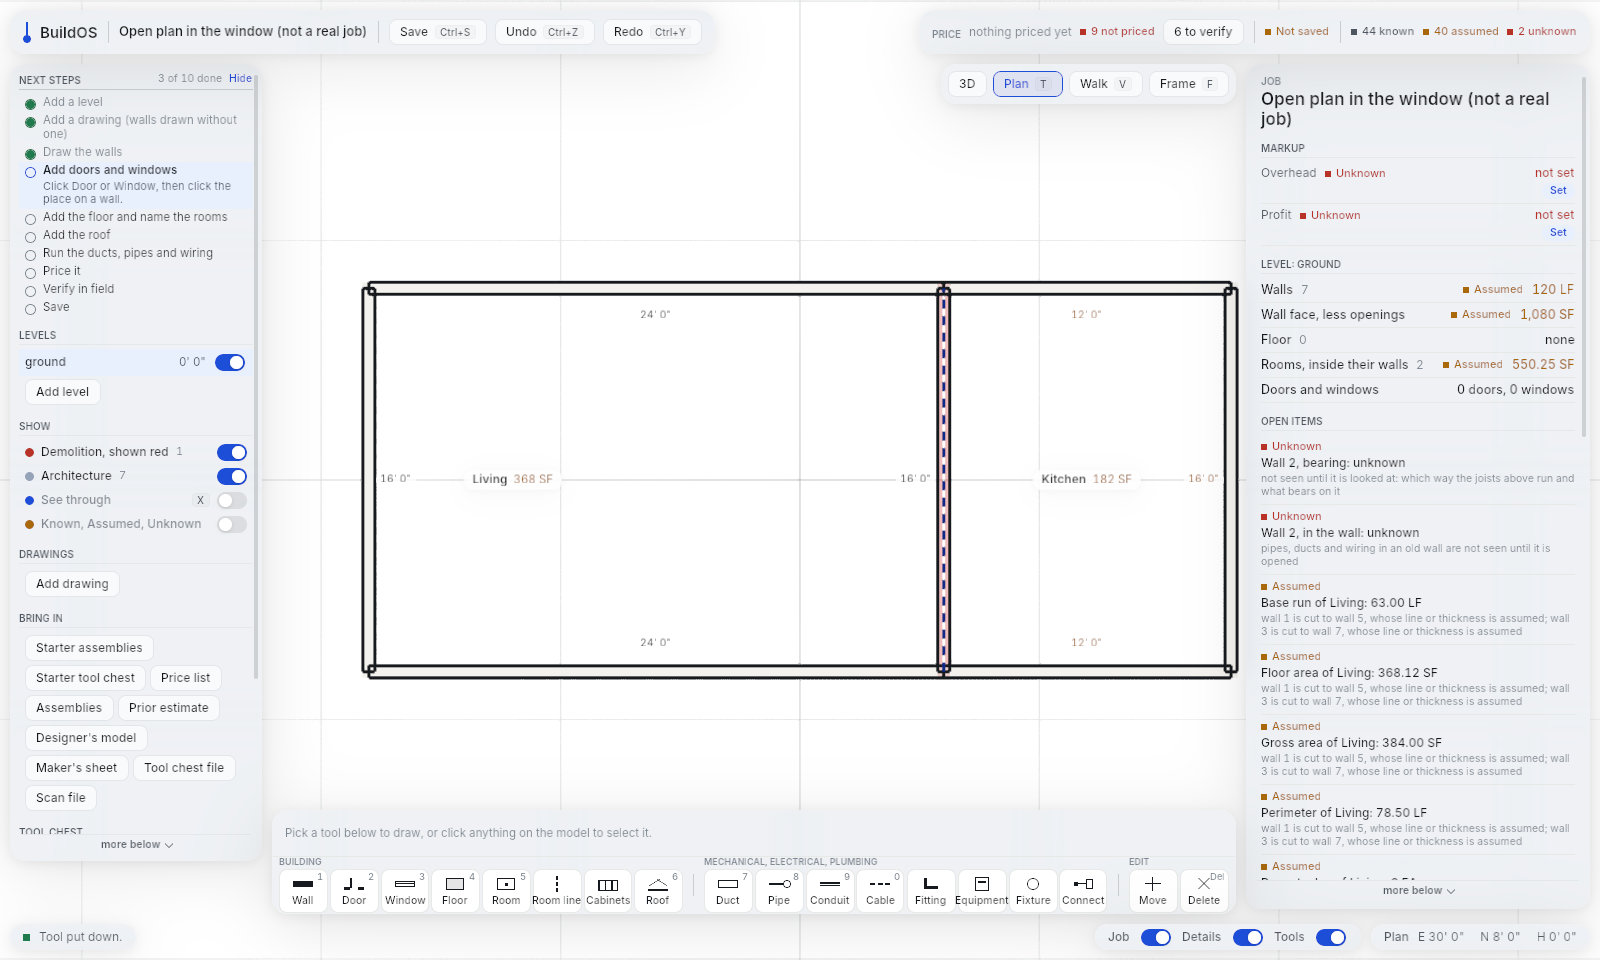 BuildOS
Open plan in the window (not a real job)
Save Ctrl+S
Undo Ctrl+Z
Redo Ctrl+Y
PRICE nothing priced yet 9 not priced 6 to verify Not saved 44 known 40 assumed 2 unknown
3D
Plan T
Walk V
Frame F
NEXT STEPS 3 of 10 done Hide
Add a level
Add a drawing (walls drawn without
one)
Draw the walls
Add doors and windows
Click Door or Window, then click the
place on a wall.
Add the floor and name the rooms
Add the roof
Run the ducts, pipes and wiring
Price it
Verify in field
Save
LEVELS
ground 0' 0"
Add level
SHOW
Demolition, shown red 1
Architecture 7
See through X
Known, Assumed, Unknown
DRAWINGS
Add drawing
BRING IN
Starter assemblies
Starter tool chest Price list
Assemblies Prior estimate
Designer's model
Maker's sheet Tool chest file
Scan file
TOOL CHEST
more below
24' 0" 12' 0"
16' 0" Living 368 SF 16' 0" Kitchen 182 SF 16' 0"
24' 0" 12' 0"
Pick a tool below to draw, or click anything on the model to select it.
BUILDING
Wall 1
Door 2
Window 3
Floor 4
Room 5
Room line
Cabinets
Roof 6
MECHANICAL, ELECTRICAL, PLUMBING
Duct 7
Pipe 8
Conduit 9
Cable 0
Fitting
Equipment
Fixture
Connect
EDIT
Move
Delete Del
JOB
Open plan in the window (not a real
job)
MARKUP
Overhead Unknown not set
Set
Profit Unknown not set
Set
LEVEL: GROUND
Walls 7 Assumed 120 LF
Wall face, less openings Assumed 1,080 SF
Floor 0 none
Rooms, inside their walls 2 Assumed 550.25 SF
Doors and windows 0 doors, 0 windows
OPEN ITEMS
Unknown
Wall 2, bearing: unknown
not seen until it is looked at: which way the joists above run and
what bears on it
Unknown
Wall 2, in the wall: unknown
pipes, ducts and wiring in an old wall are not seen until it is
opened
Assumed
Base run of Living: 63.00 LF
wall 1 is cut to wall 5, whose line or thickness is assumed; wall
3 is cut to wall 7, whose line or thickness is assumed
Assumed
Floor area of Living: 368.12 SF
wall 1 is cut to wall 5, whose line or thickness is assumed; wall
3 is cut to wall 7, whose line or thickness is assumed
Assumed
Gross area of Living: 384.00 SF
wall 1 is cut to wall 5, whose line or thickness is assumed; wall
3 is cut to wall 7, whose line or thickness is assumed
Assumed
Perimeter of Living: 78.50 LF
wall 1 is cut to wall 5, whose line or thickness is assumed; wall
3 is cut to wall 7, whose line or thickness is assumed
Assumed
more below
Tool put down.
Job Details Tools
Plan E 30' 0" N 8' 0" H 0' 0"